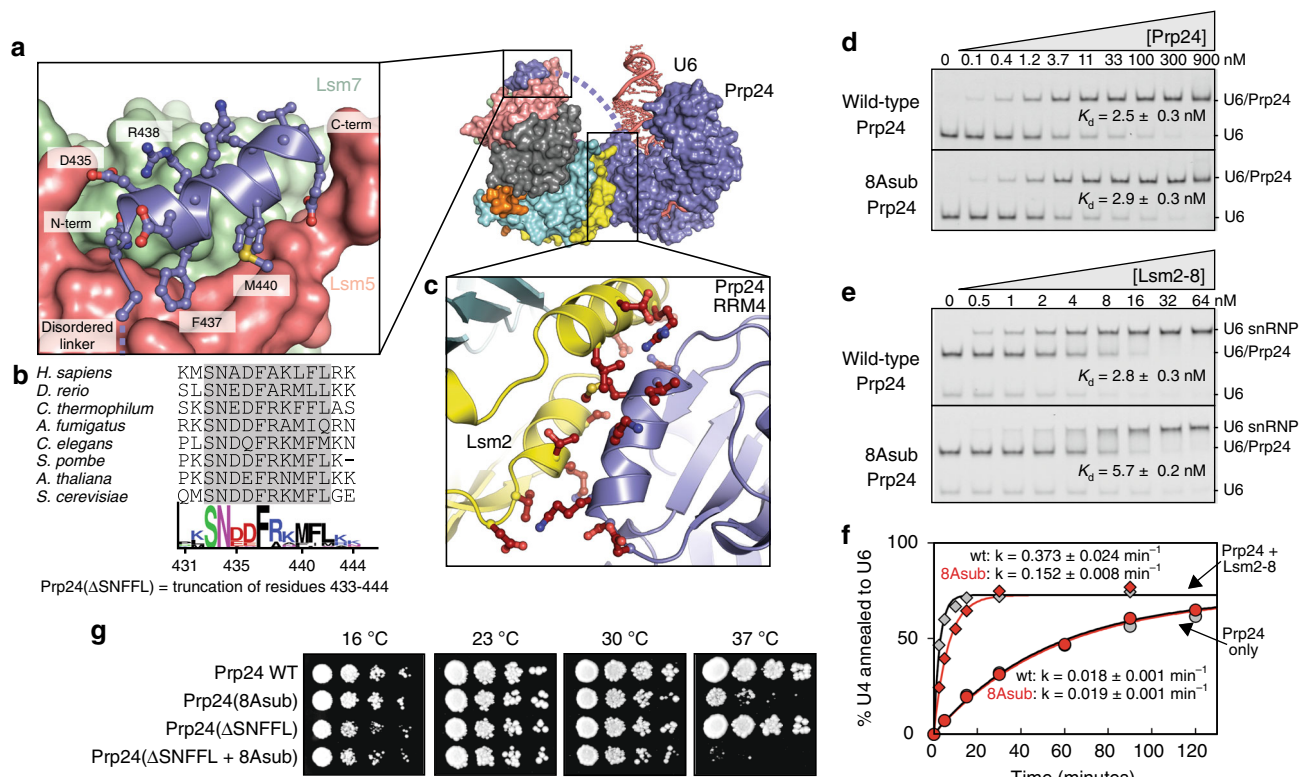 a
Lsm7
R438
C-term
D435
N-term
M440
Lsm5
F437
Disordered
linker
U6
Prp24
b
H. sapiens KMSNADFAKLFLRK
D. rerio SLSNEDFRKMLLKK
C. thermophilum SKSNEDFRKFFLAS
A. fumigatus RKSNDDFRAMIQRN
C. elegans PLSNDQFRKMFMKN
S. pombe PKSNDDFRKMFLK-
A. thaliana PKSNDEFRNMFLKK
S. cerevisiae QMSNDDFRKMFLGE
431 435 440 444
Prp24(ΔSNFFL) = truncation of residues 433-444
c
Prp24
RRM4
Lsm2
d
[Prp24]
0 0.1 0.4 1.2 3.7 11 33 100 300 900 nM
Wild-type
Prp24
U6/Prp24
Kd = 2.5 ± 0.3 nM
U6
8Asub
Prp24
U6/Prp24
Kd = 2.9 ± 0.3 nM
U6
e
[Lsm2-8]
0 0.5 1 2 4 8 16 32 64 nM
Wild-type
Prp24
U6 snRNP
U6/Prp24
Kd = 2.8 ± 0.3 nM
U6
8Asub
Prp24
U6 snRNP
U6/Prp24
Kd = 5.7 ± 0.2 nM
U6
f
% U4 annealed to U6
100
50
0
wt: k = 0.373 ± 0.024 min⁻¹
8Asub: k = 0.152 ± 0.008 min⁻¹
Prp24 +
Lsm2-8
Prp24
only
wt: k = 0.018 ± 0.001 min⁻¹
8Asub: k = 0.019 ± 0.001 min⁻¹
0 20 40 60 80 100 120
Time (minutes)
g
16 °C 23 °C 30 °C 37 °C
Prp24 WT
Prp24(8Asub)
Prp24(ΔSNFFL)
Prp24(ΔSNFFL + 8Asub)